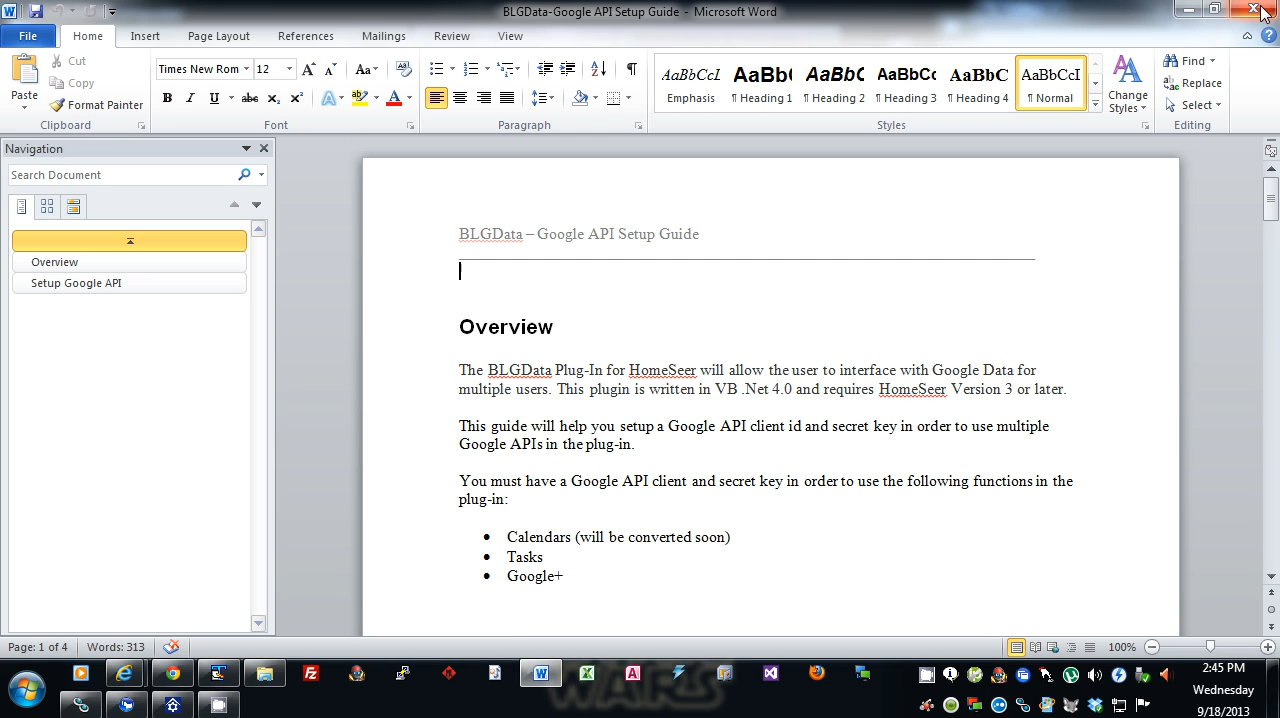 BLGData-Google API Setup Guide - Microsoft Word
File Home Insert Page Layout References Mailings Review View
Paste
Cut
Copy
Format Painter
Clipboard
Times New Rom 12
Font
Paragraph
AaBbCcI AaBb( AaBbC AaBbCc AaBbC AaBbCcI
Emphasis ¶ Heading 1 ¶ Heading 2 ¶ Heading 3 ¶ Heading 4 ¶ Normal
Change Styles
Styles
Find
Replace
Select
Editing
Navigation
Search Document
Overview
Setup Google API
BLGData – Google API Setup Guide
Overview
The BLGData Plug-In for HomeSeer will allow the user to interface with Google Data for
multiple users. This plugin is written in VB .Net 4.0 and requires HomeSeer Version 3 or later.
This guide will help you setup a Google API client id and secret key in order to use multiple
Google APIs in the plug-in.
You must have a Google API client and secret key in order to use the following functions in the
plug-in:
• Calendars (will be converted soon)
• Tasks
• Google+
Page: 1 of 4 Words: 313
100%
WARS
2:45 PM
Wednesday
9/18/2013